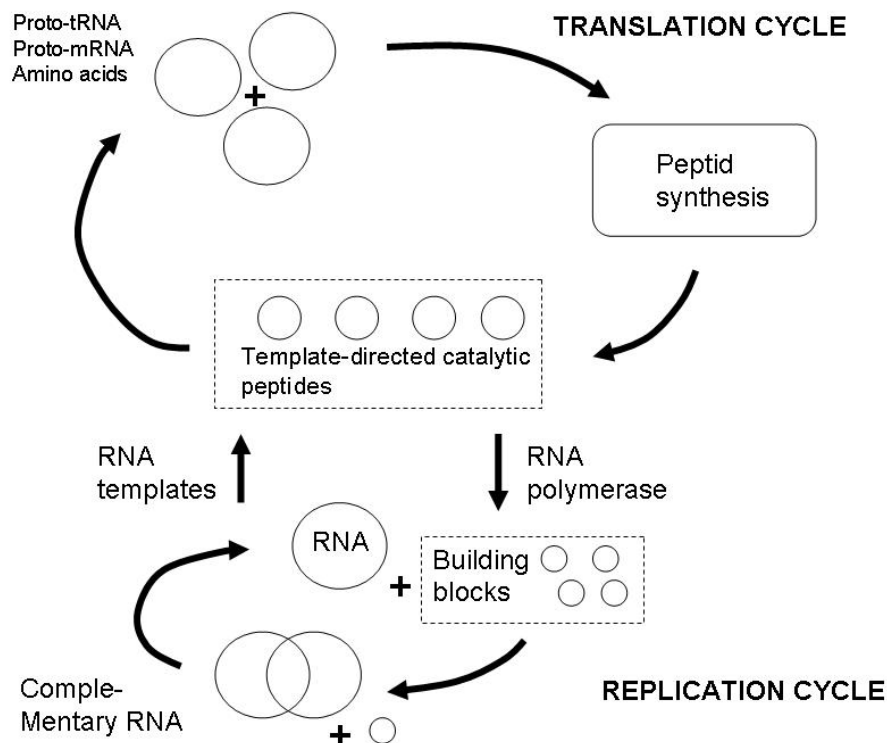 Proto-tRNA
Proto-mRNA
Amino acids
+
TRANSLATION CYCLE
Peptid
synthesis
Template-directed catalytic
peptides
RNA
templates
RNA
polymerase
RNA
+
Building
blocks
Comple-
Mentary RNA
+
REPLICATION CYCLE